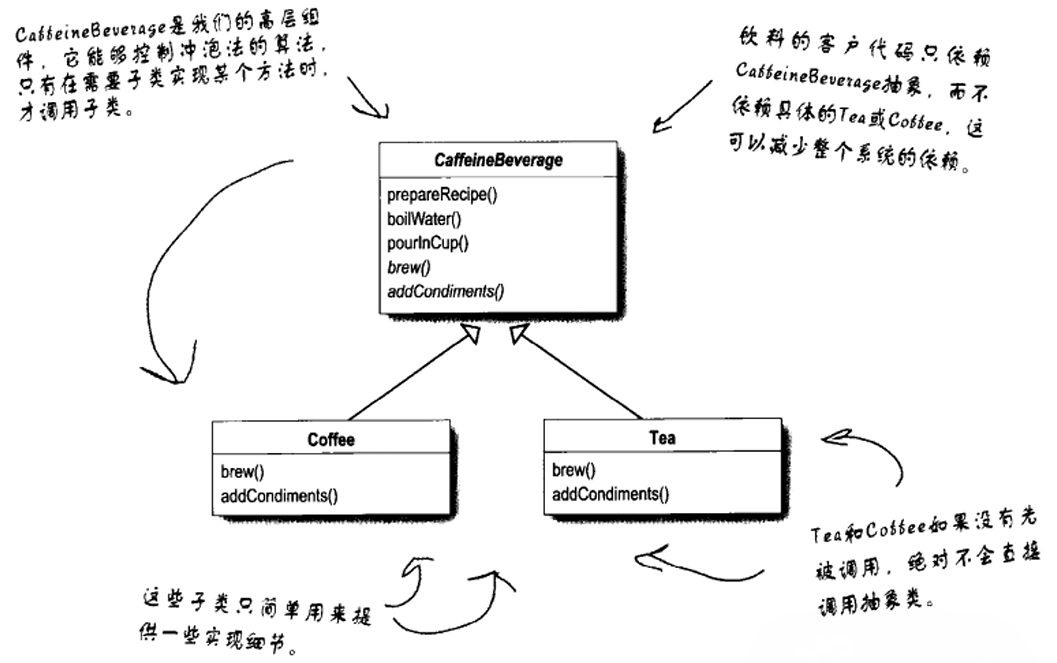 CaffeineBeverage是我们的高层组
件，它能够控制冲泡法的算法，
只有在需要子类实现某个方法时，
才调用子类。
饮料的客户代码只依赖
CaffeineBeverage抽象，而不
依赖具体的Tea或Coffee，这
可以减少整个系统的依赖。
CaffeineBeverage
prepareRecipe()
boilWater()
pourInCup()
brew()
addCondiments()
Coffee
brew()
addCondiments()
Tea
brew()
addCondiments()
Tea和Coffee如果没有先
被调用，绝对不会直接
调用抽象类。
这些子类只简单用来提
供一些实现细节。